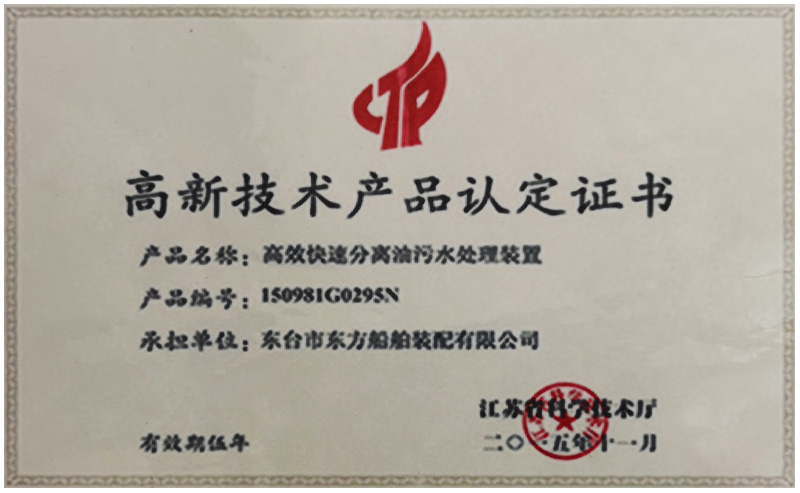 CTP
高新技术产品认定证书
产品名称：高效快速分离油污水处理装置
产品编号：150981G0295N
承担单位：东台市东方船舶装配有限公司
江苏省科学技术厅
有效期伍年 二〇一五年十一月